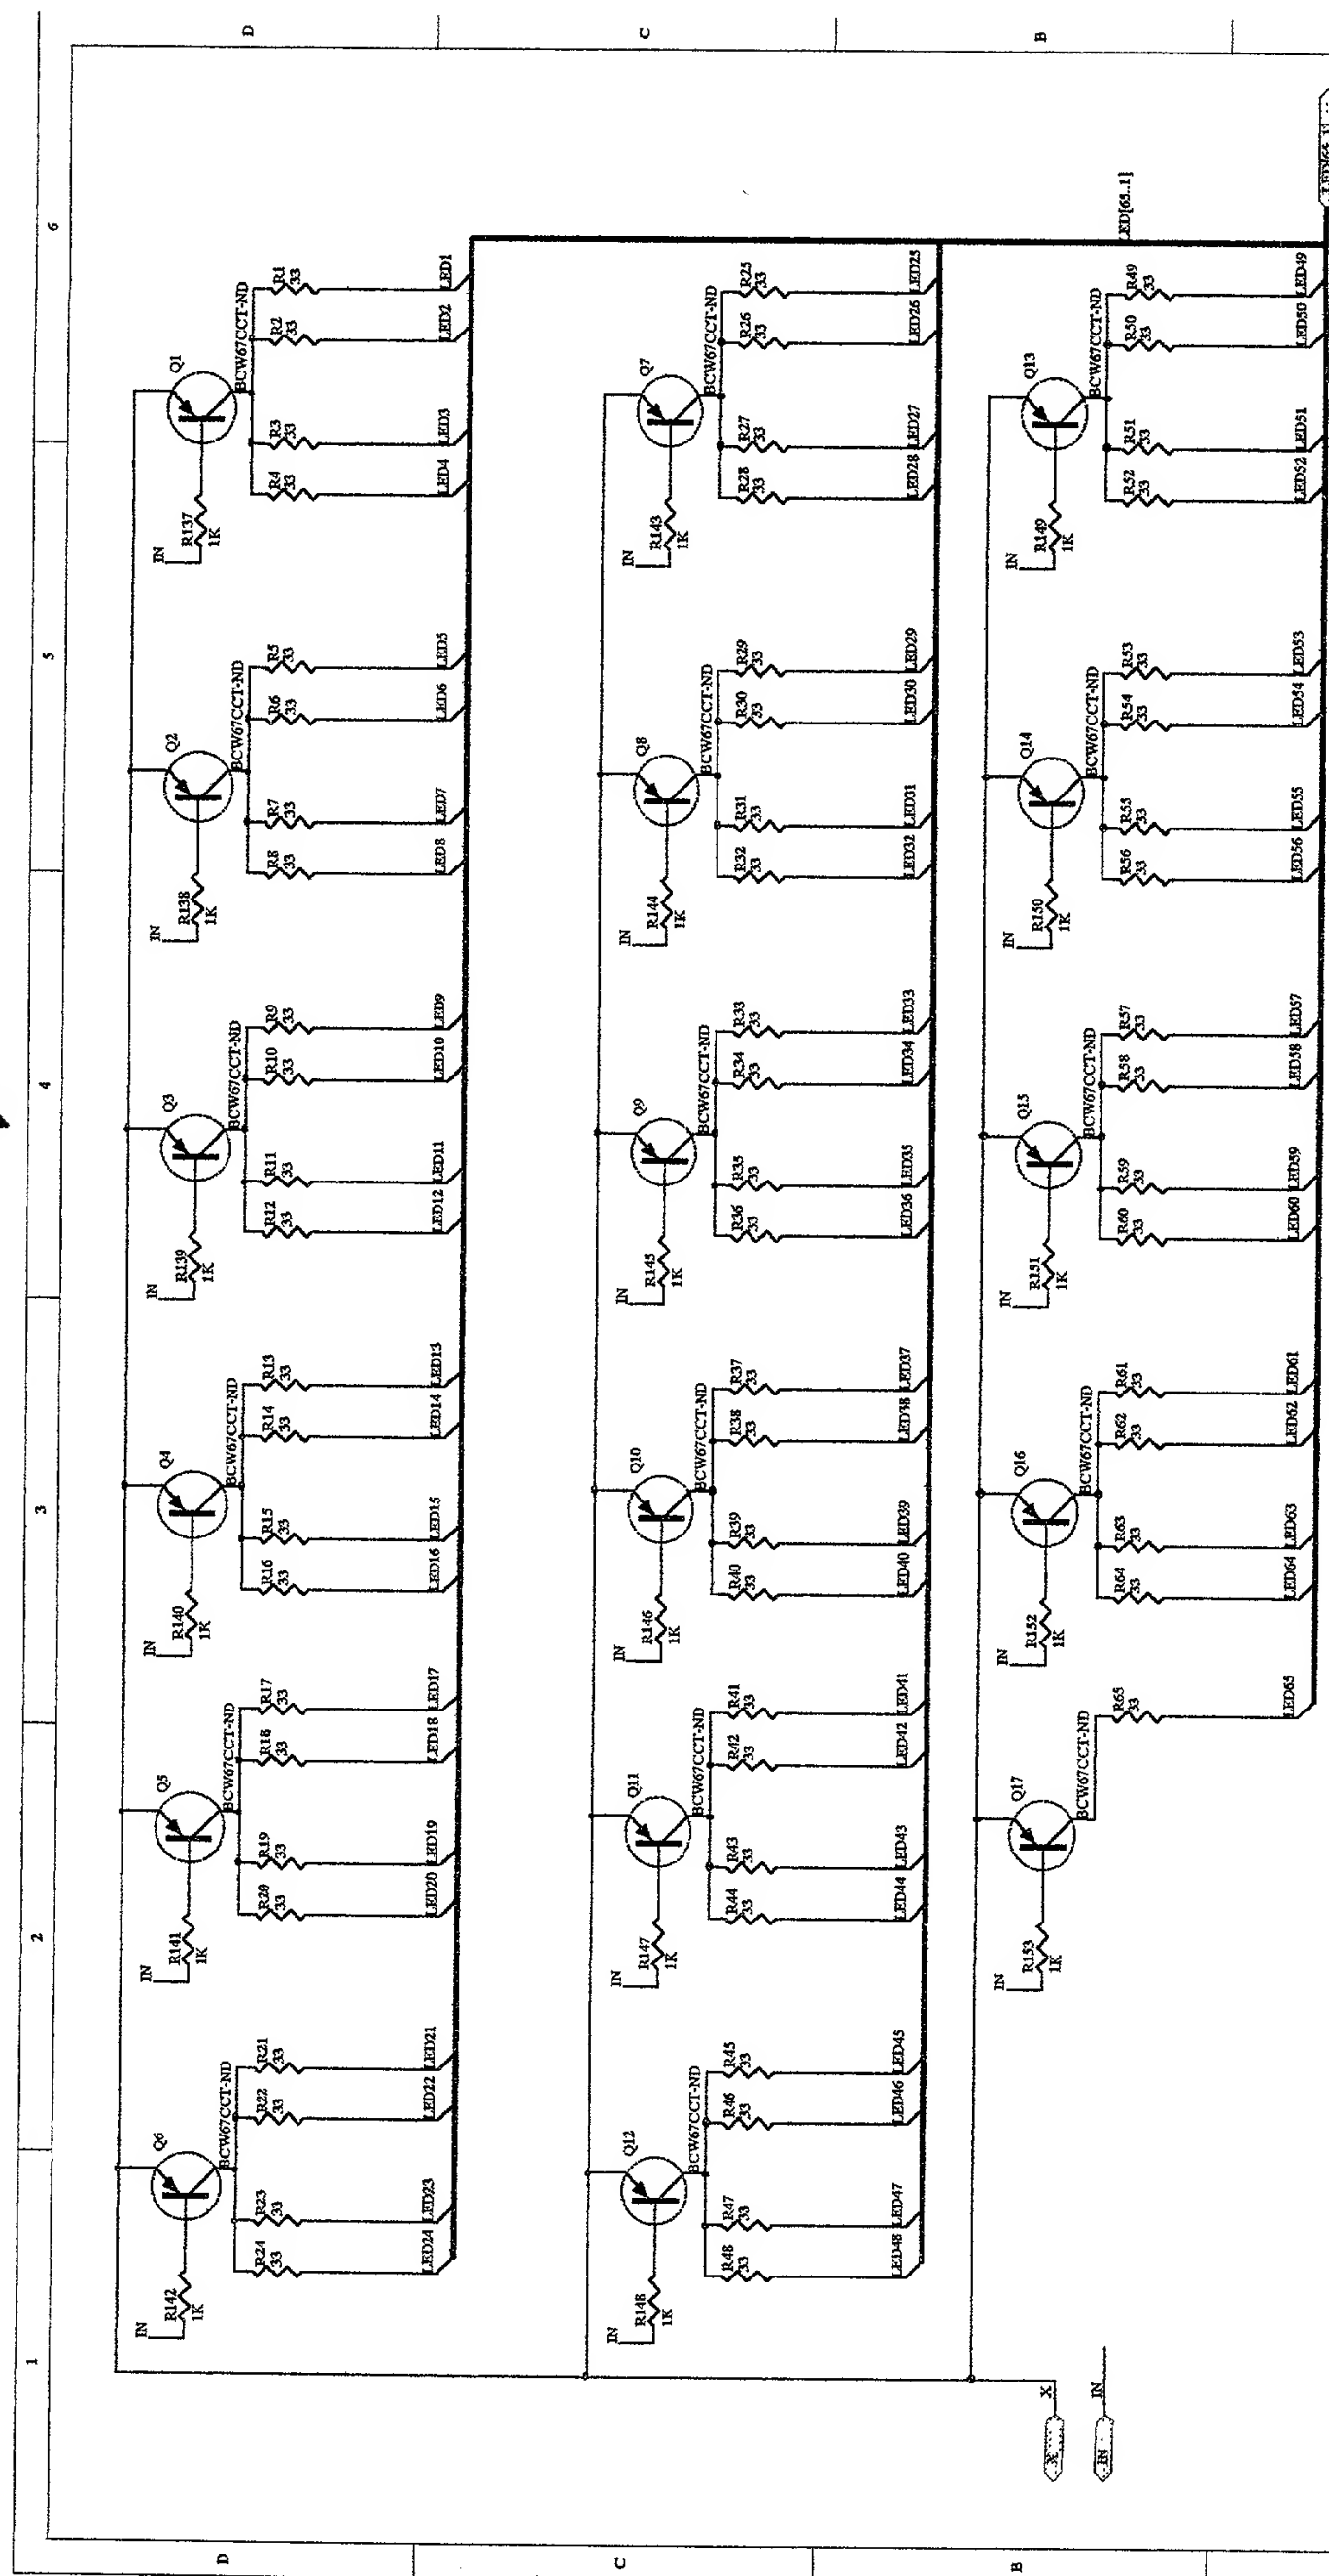 1 2 3 4 5 6
D D
IN R142 1K Q6 BCW67CCT-ND
R24 33 R23 33 R22 33 R21 33
LED24 LED23 LED22 LED21
IN R141 1K Q5 BCW67CCT-ND
R20 33 R19 33 R18 33 R17 33
LED20 LED19 LED18 LED17
IN R140 1K Q4 BCW67CCT-ND
R16 33 R15 33 R14 33 R13 33
LED16 LED15 LED14 LED13
IN R139 1K Q3 BCW67CCT-ND
R12 33 R11 33 R10 33 R9 33
LED12 LED11 LED10 LED9
IN R138 1K Q2 BCW67CCT-ND
R8 33 R7 33 R6 33 R5 33
LED8 LED7 LED6 LED5
IN R137 1K Q1 BCW67CCT-ND
R4 33 R3 33 R2 33 R1 33
LED4 LED3 LED2 LED1
C C
IN R148 1K Q12 BCW67CCT-ND
R48 33 R47 33 R46 33 R45 33
LED48 LED47 LED46 LED45
IN R147 1K Q11 BCW67CCT-ND
R44 33 R43 33 R42 33 R41 33
LED44 LED43 LED42 LED41
IN R146 1K Q10 BCW67CCT-ND
R40 33 R39 33 R38 33 R37 33
LED40 LED39 LED38 LED37
IN R145 1K Q9 BCW67CCT-ND
R36 33 R35 33 R34 33 R33 33
LED36 LED35 LED34 LED33
IN R144 1K Q8 BCW67CCT-ND
R32 33 R31 33 R30 33 R29 33
LED32 LED31 LED30 LED29
IN R143 1K Q7 BCW67CCT-ND
R28 33 R27 33 R26 33 R25 33
LED28 LED27 LED26 LED25
B B
X X
IN IN
IN R153 1K Q17 BCW67CCT-ND
R65 33
LED65
IN R152 1K Q16 BCW67CCT-ND
R64 33 R63 33 R62 33 R61 33
LED64 LED63 LED62 LED61
IN R151 1K Q15 BCW67CCT-ND
R60 33 R59 33 R58 33 R57 33
LED60 LED59 LED58 LED57
IN R150 1K Q14 BCW67CCT-ND
R56 33 R55 33 R54 33 R53 33
LED56 LED55 LED54 LED53
IN R149 1K Q13 BCW67CCT-ND
R52 33 R51 33 R50 33 R49 33
LED52 LED51 LED50 LED49
LED[65..1]